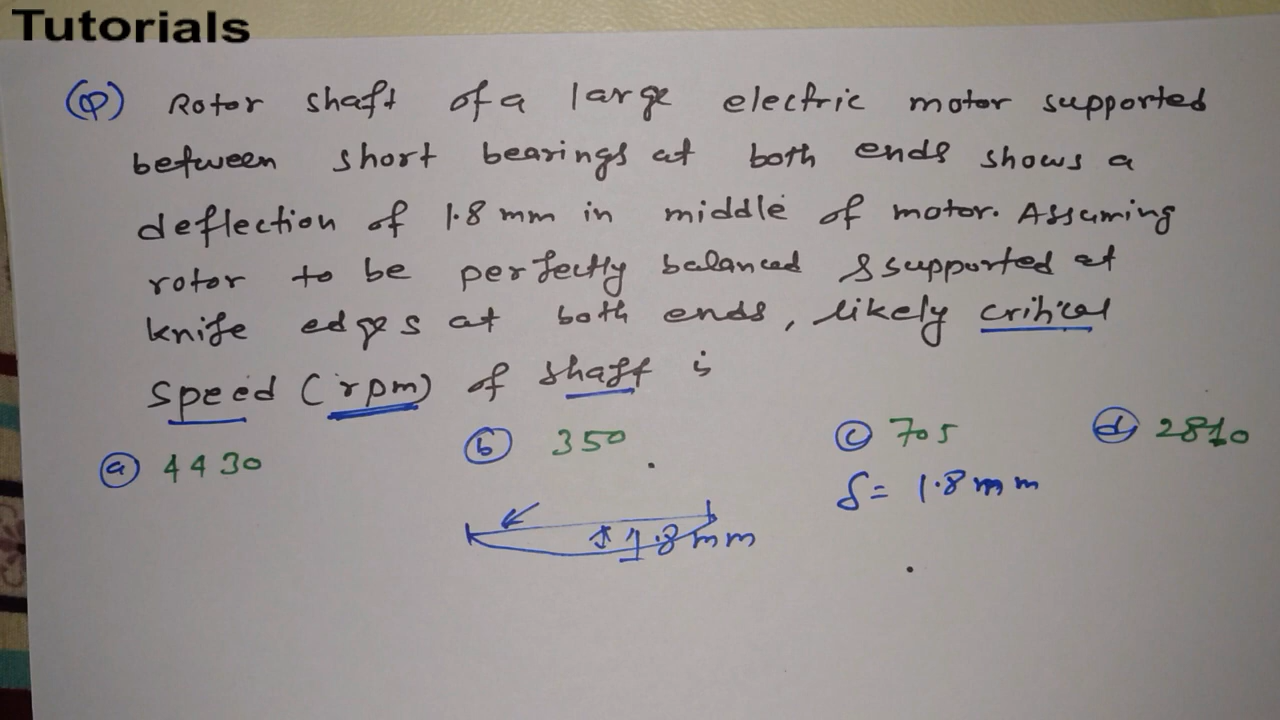 Tutorials
(Q) Rotor shaft of a large electric motor supported
between short bearings at both ends shows a
deflection of 1.8 mm in middle of motor. Assuming
rotor to be perfectly balanced & supported at
knife edges at both ends, likely critical
speed (rpm) of shaft is
(a) 4430 (b) 350 (c) 705 (d) 2810
δ = 1.8 mm
1.8 mm